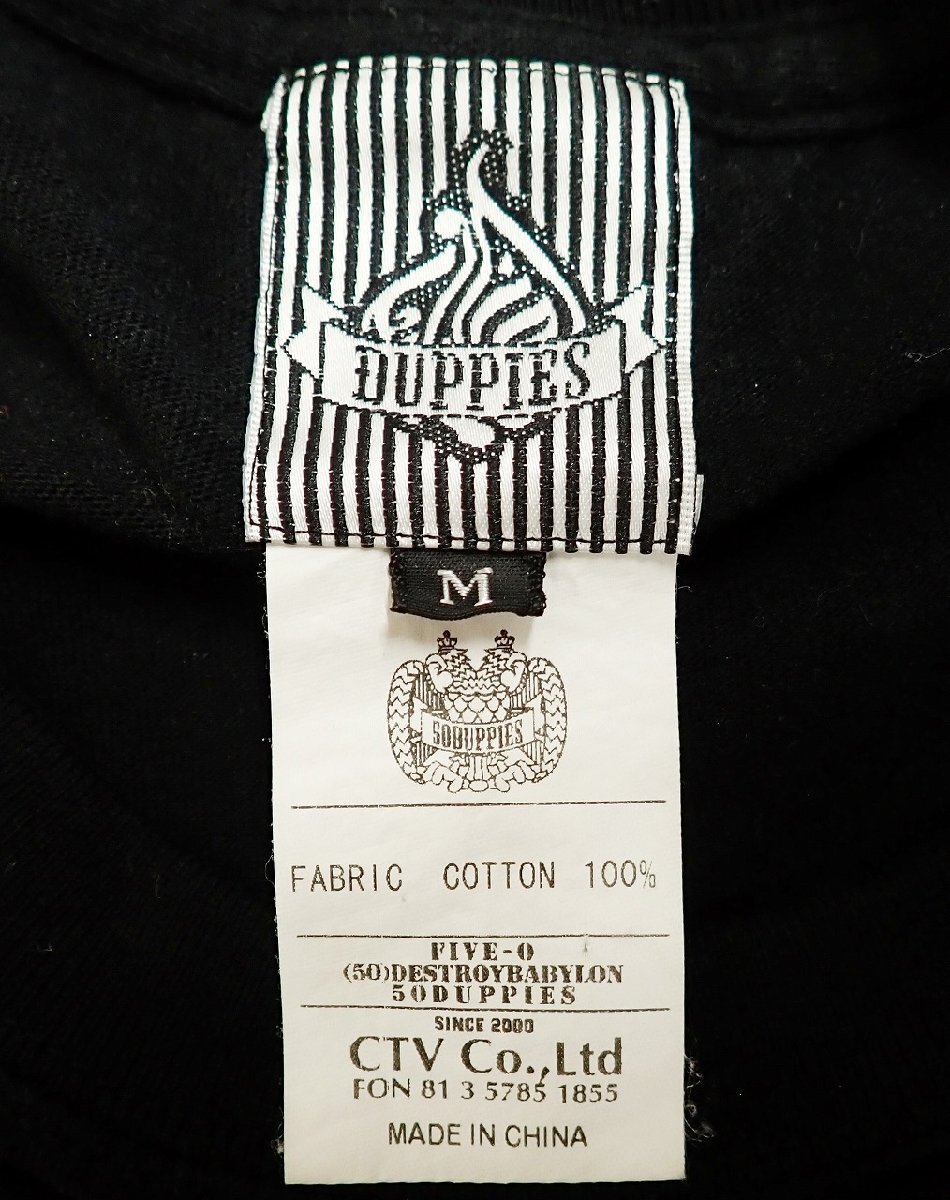 DUPPIES
M
50DUPPIES
FABRIC COTTON 100%
FIVE-O
(50)DESTROYBABYLON
50DUPPIES
SINCE 2000
CTV Co.,Ltd
FON 81 3 5785 1855
MADE IN CHINA